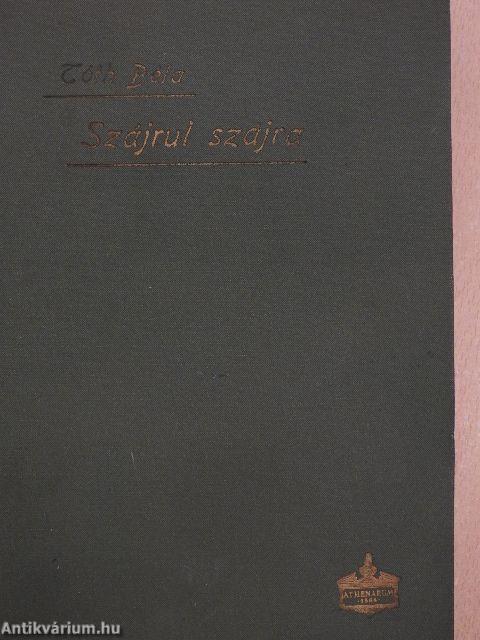 Tóth Béla
Szájrul szájra
ATHENAEUM
Antikvárium.hu